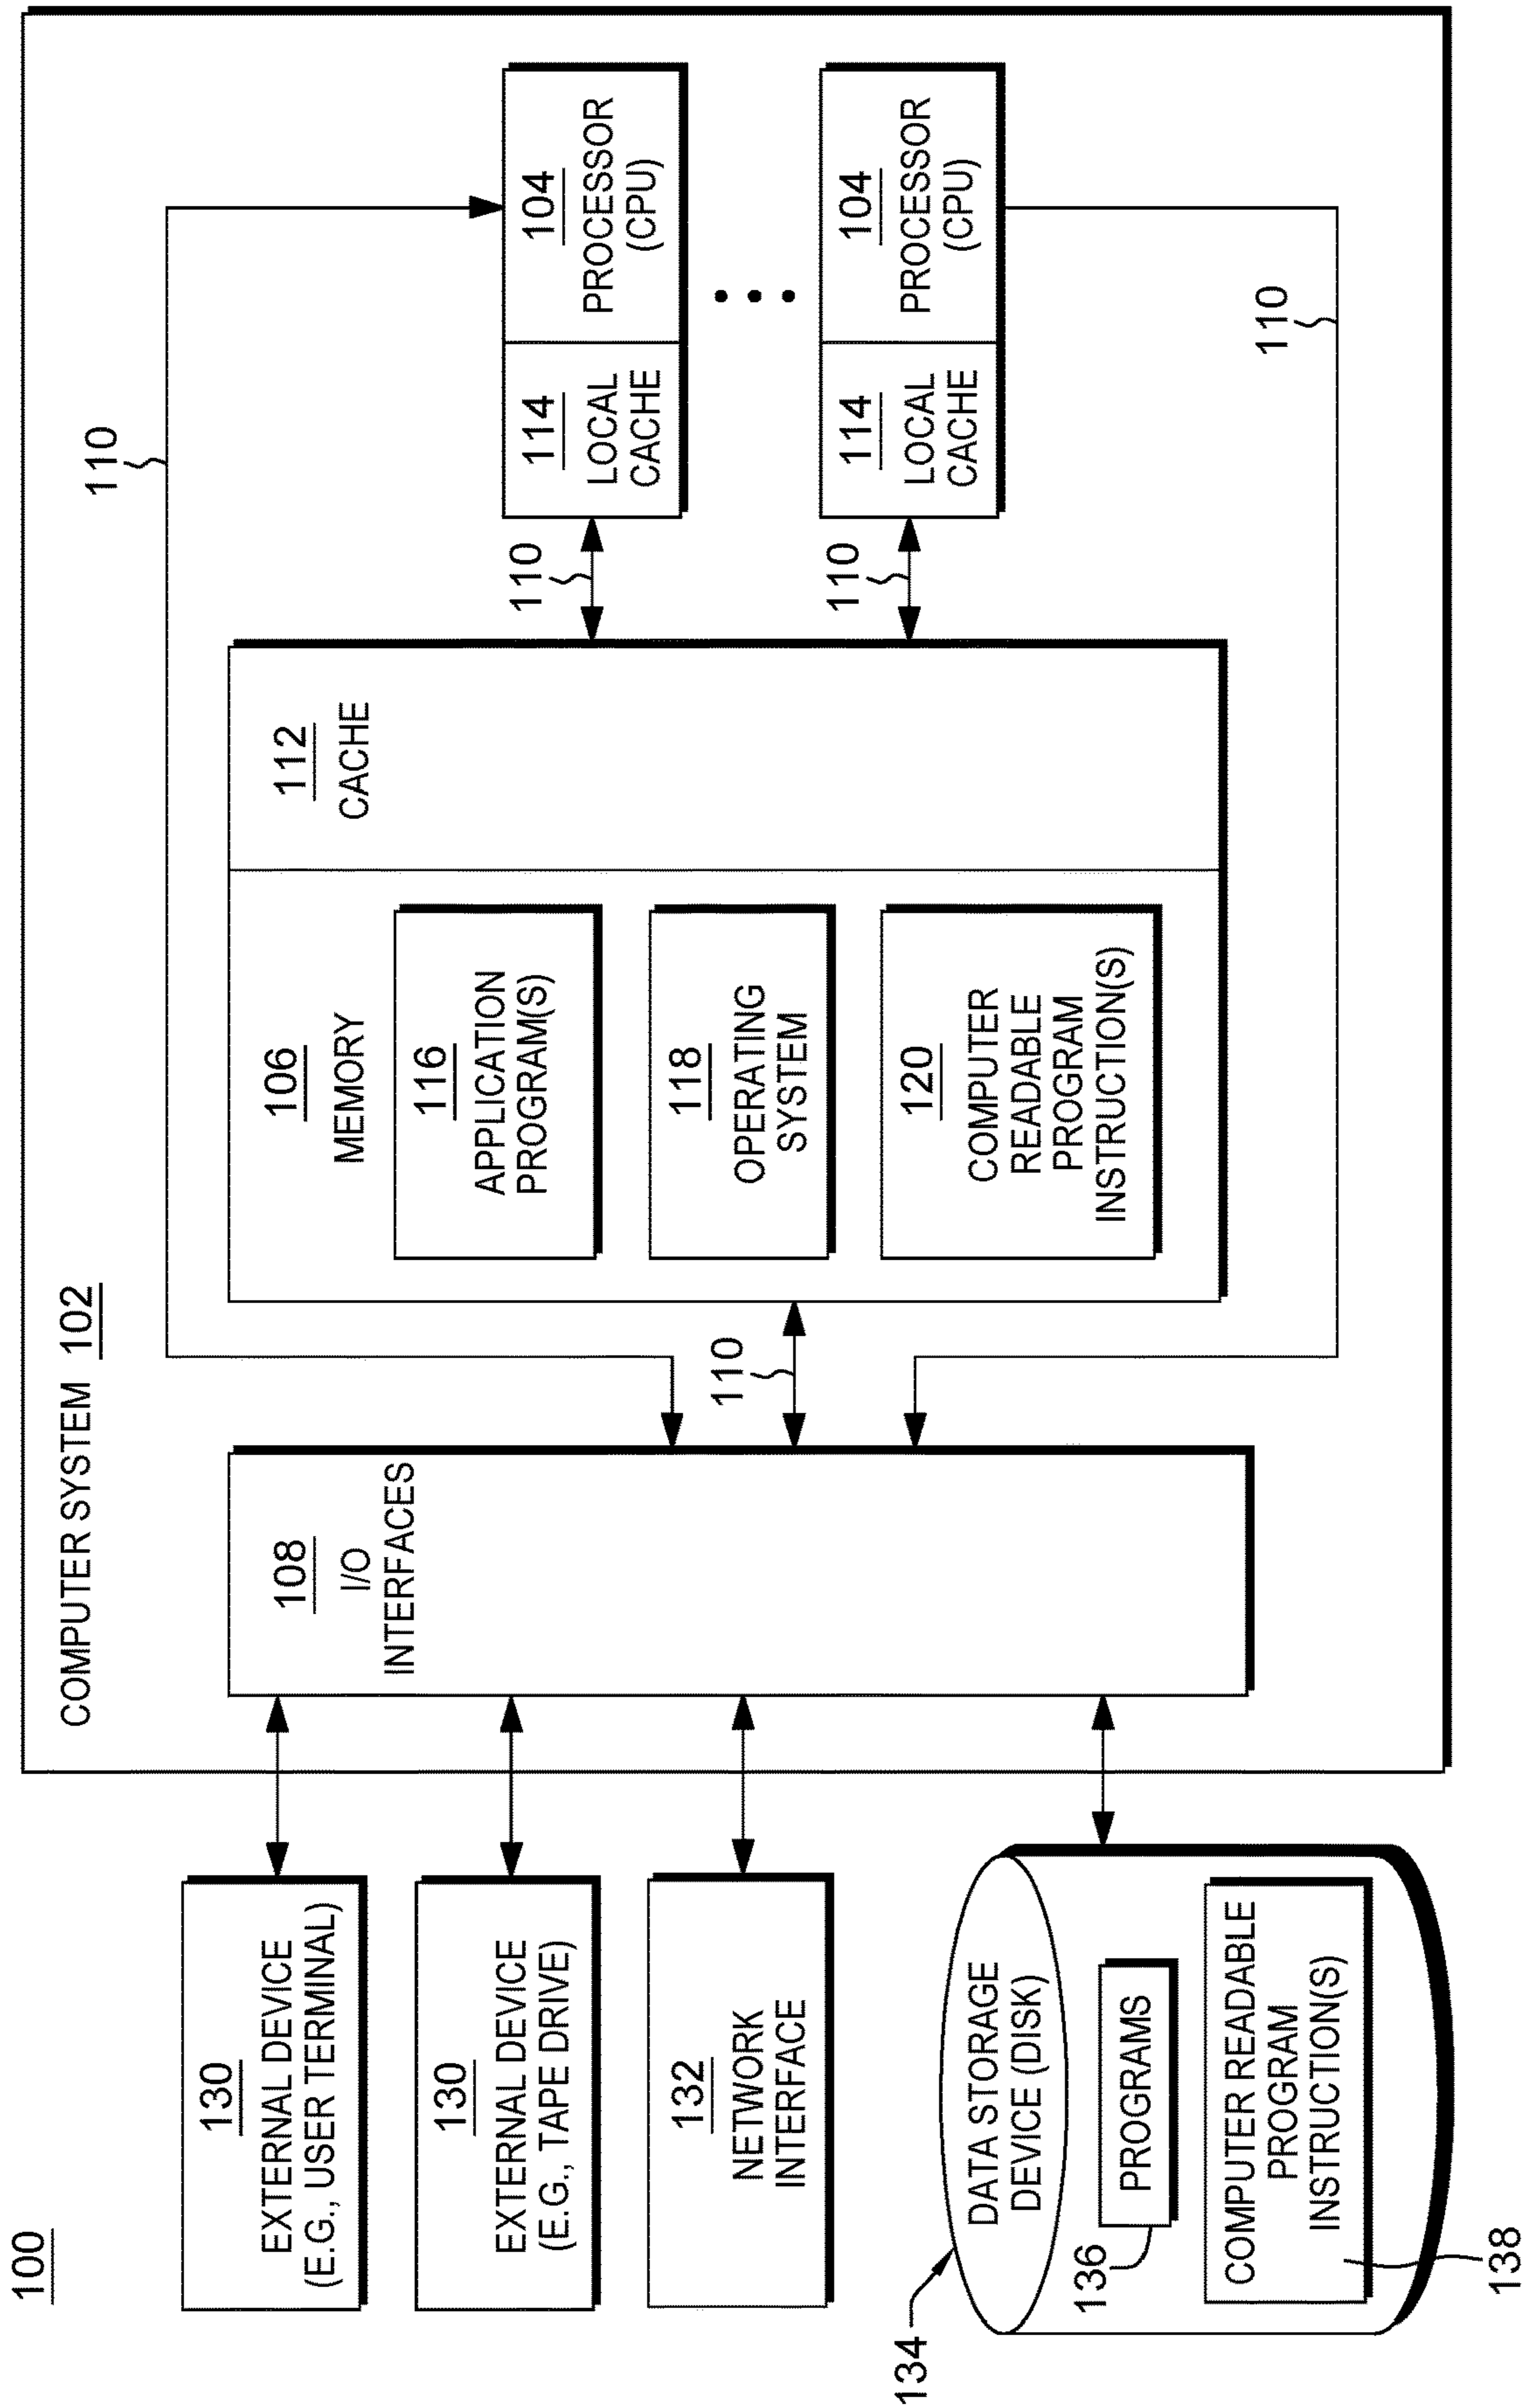 100
COMPUTER SYSTEM 102
130
EXTERNAL DEVICE
(E.G., USER TERMINAL)
130
EXTERNAL DEVICE
(E.G., TAPE DRIVE)
132
NETWORK
INTERFACE
134
DATA STORAGE
DEVICE (DISK)
136
PROGRAMS
COMPUTER READABLE
PROGRAM
INSTRUCTION(S)
138
108
I/O
INTERFACES
110
110
110
106
MEMORY
116
APPLICATION
PROGRAM(S)
118
OPERATING
SYSTEM
120
COMPUTER
READABLE
PROGRAM
INSTRUCTION(S)
112
CACHE
110
110
114
LOCAL
CACHE
104
PROCESSOR
(CPU)
114
LOCAL
CACHE
104
PROCESSOR
(CPU)